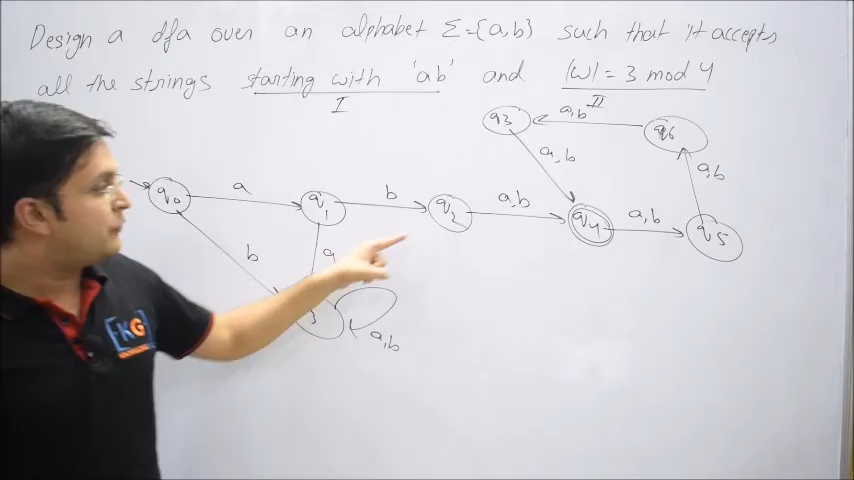 Design a dfa over an alphabet Σ={a,b} such that it accepts
all the strings starting with 'ab' and |w| = 3 mod 4
I
II
q3
a,b
q6
a,b
a,b
q0
a
q1
b
q2
a,b
q4
a,b
q5
b
a
3
a,b
KG